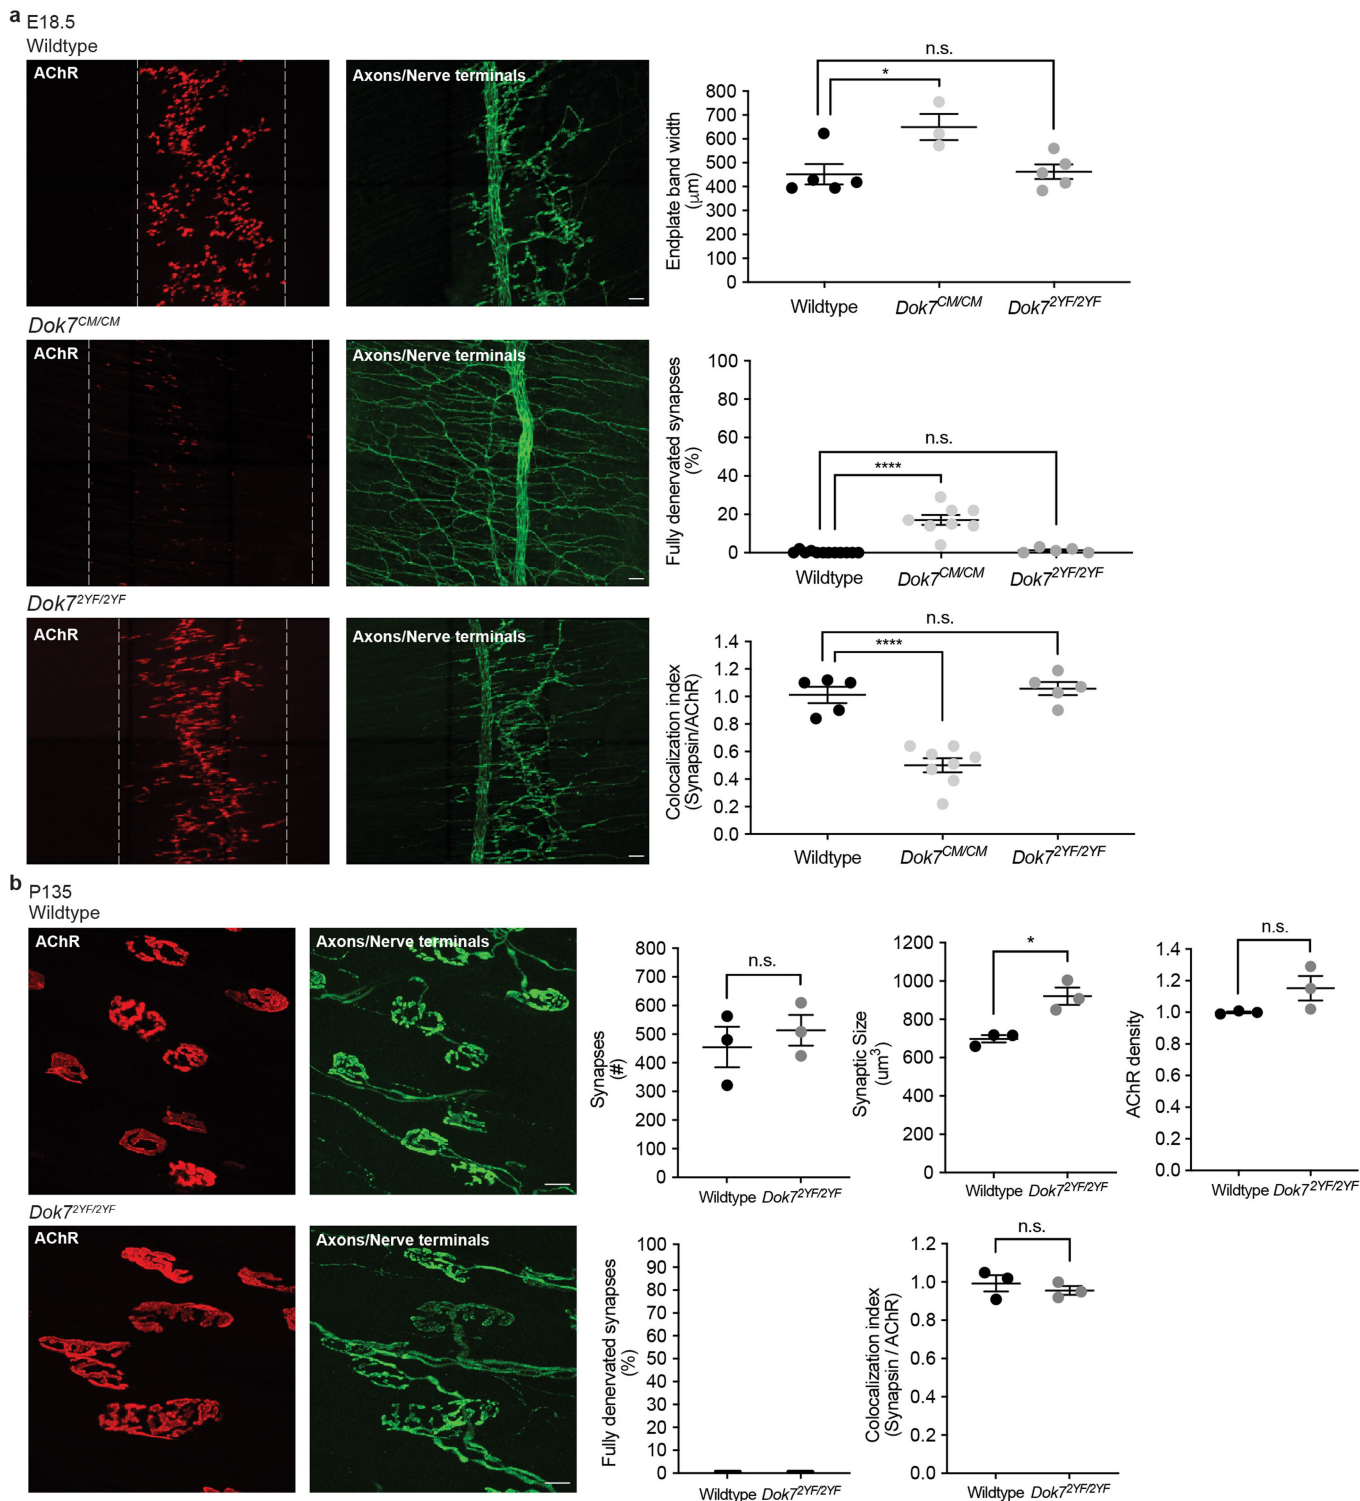 a
E18.5
Wildtype
AChR
Axons/Nerve terminals
Dok7CM/CM
AChR
Axons/Nerve terminals
Dok72YF/2YF
AChR
Axons/Nerve terminals
n.s.
*
800
700
600
500
400
300
200
100
0
Endplate band width
(μm)
Wildtype
Dok7CM/CM
Dok72YF/2YF
100
80
60
40
20
0
n.s.
****
Fully denervated synapses
(%)
Wildtype
Dok7CM/CM
Dok72YF/2YF
n.s.
****
1.4
1.2
1.0
0.8
0.6
0.4
0.2
0.0
Colocalization index
(Synapsin/AChR)
Wildtype
Dok7CM/CM
Dok72YF/2YF
b
P135
Wildtype
AChR
Axons/Nerve terminals
Dok72YF/2YF
AChR
Axons/Nerve terminals
800
700
600
500
400
300
200
100
0
n.s.
Synapses
(#)
Wildtype Dok72YF/2YF
1200
1000
800
600
400
200
0
*
Synaptic Size
(um3)
Wildtype Dok72YF/2YF
n.s.
1.4
1.2
1.0
0.8
0.6
0.4
0.2
0.0
AChR density
Wildtype Dok72YF/2YF
100
90
80
70
60
50
40
30
20
10
0
Fully denervated synapses
(%)
Wildtype Dok72YF/2YF
n.s.
1.2
1.0
0.8
0.6
0.4
0.2
0.0
Colocalization index
(Synapsin / AChR)
Wildtype Dok72YF/2YF